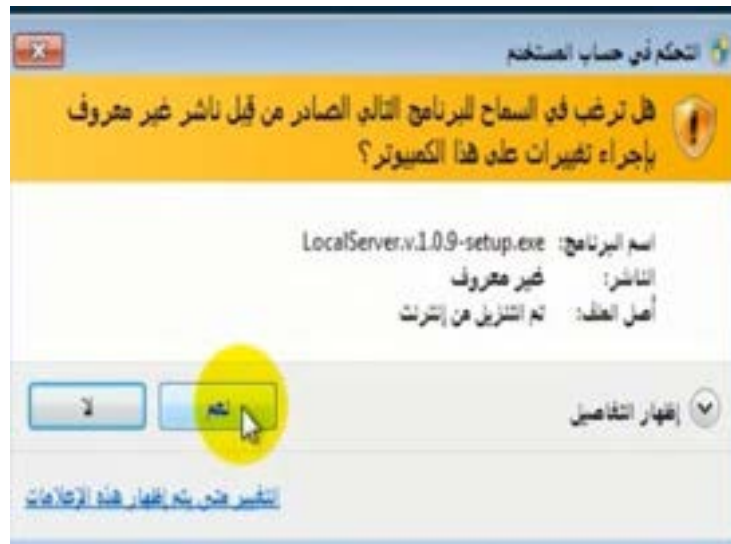 التحكم في حساب المستخدم
هل ترغب في السماح للبرنامج التالي الصادر من قبل ناشر غير معروف
بإجراء تغييرات على هذا الكمبيوتر؟
اسم البرنامج: LocalServer.v.1.0.9-setup.exe
الناشر: غير معروف
أصل الملف: تم التنزيل من إنترنت
إظهار التفاصيل
نعم
لا
التغيير متى يتم إظهار هذه الإعلامات